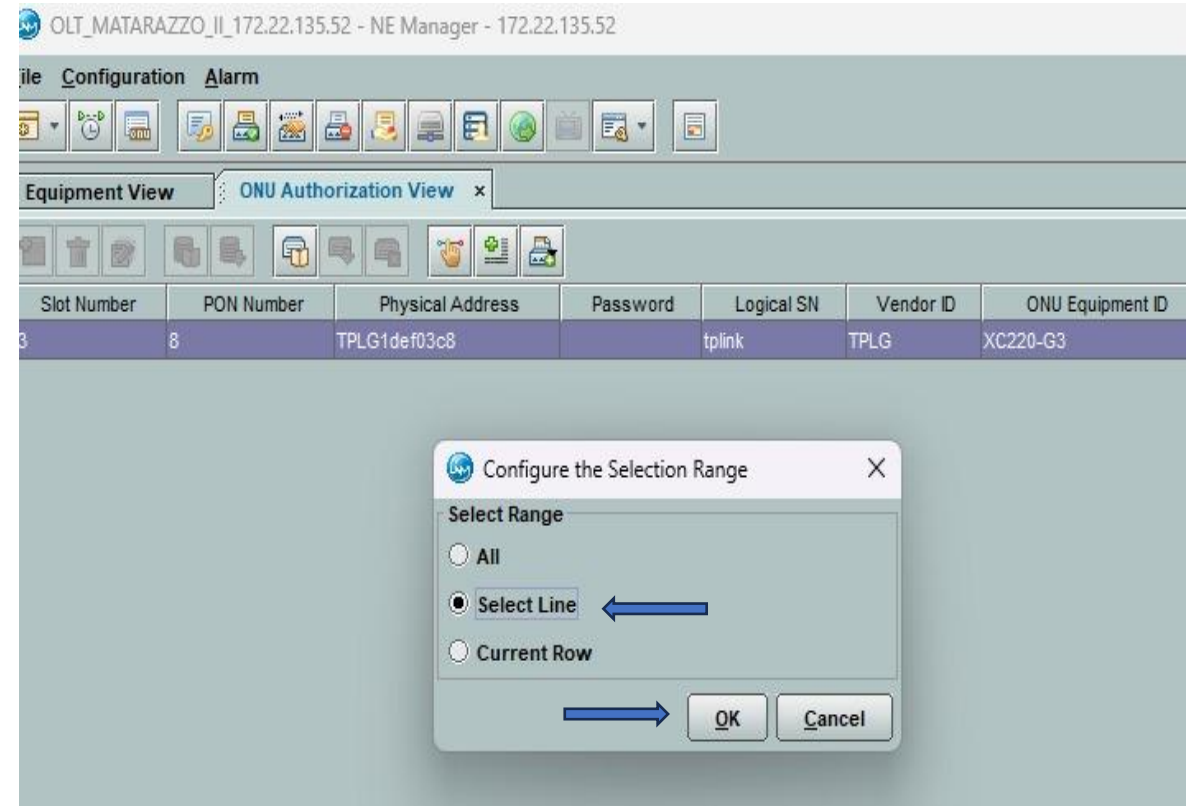 OLT_MATARAZZO_II_172.22.135.52 - NE Manager - 172.22.135.52
ile Configuration Alarm
Equipment View ONU Authorization View ×
Slot Number PON Number Physical Address Password Logical SN Vendor ID ONU Equipment ID
3 8 TPLG1def03c8 tplink TPLG XC220-G3
Configure the Selection Range
Select Range
All
Select Line
Current Row
OK Cancel